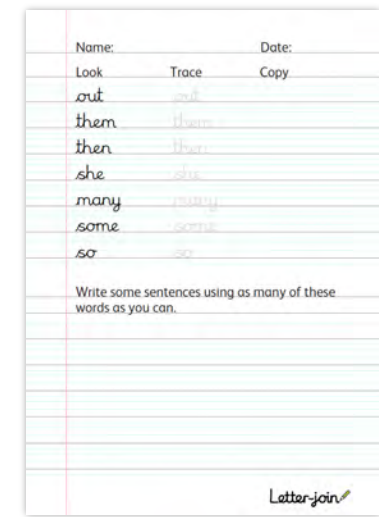 Name: Date:
Look Trace Copy
out out
them them
then then
she she
many many
some some
so so
Write some sentences using as many of these
words as you can.
Letter-join